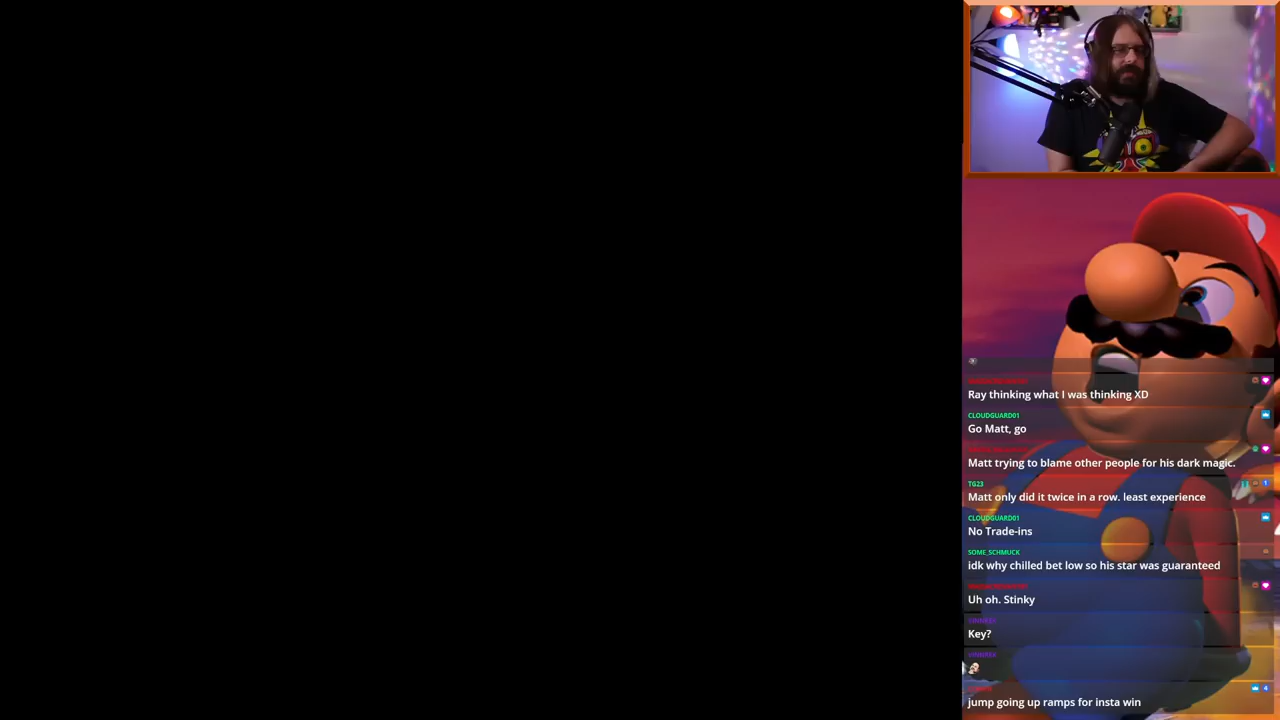 Ray thinking what I was thinking XD
CLOUDGUARD01
Go Matt, go
Matt trying to blame other people for his dark magic.
TG23
1
Matt only did it twice in a row. least experience
CLOUDGUARD01
No Trade-ins
SOME_SCHMUCK
idk why chilled bet low so his star was guaranteed
Uh oh. Stinky
Key?
4
jump going up ramps for insta win